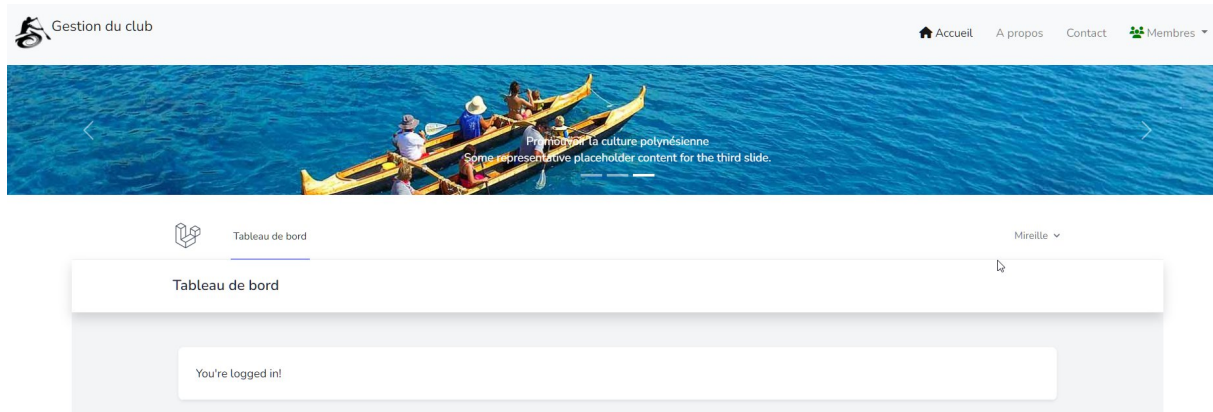 Gestion du club
Accueil A propos Contact Membres
Promouvoir la culture polynésienne
Some representative placeholder content for the third slide.
Tableau de bord Mireille
Tableau de bord
You're logged in!